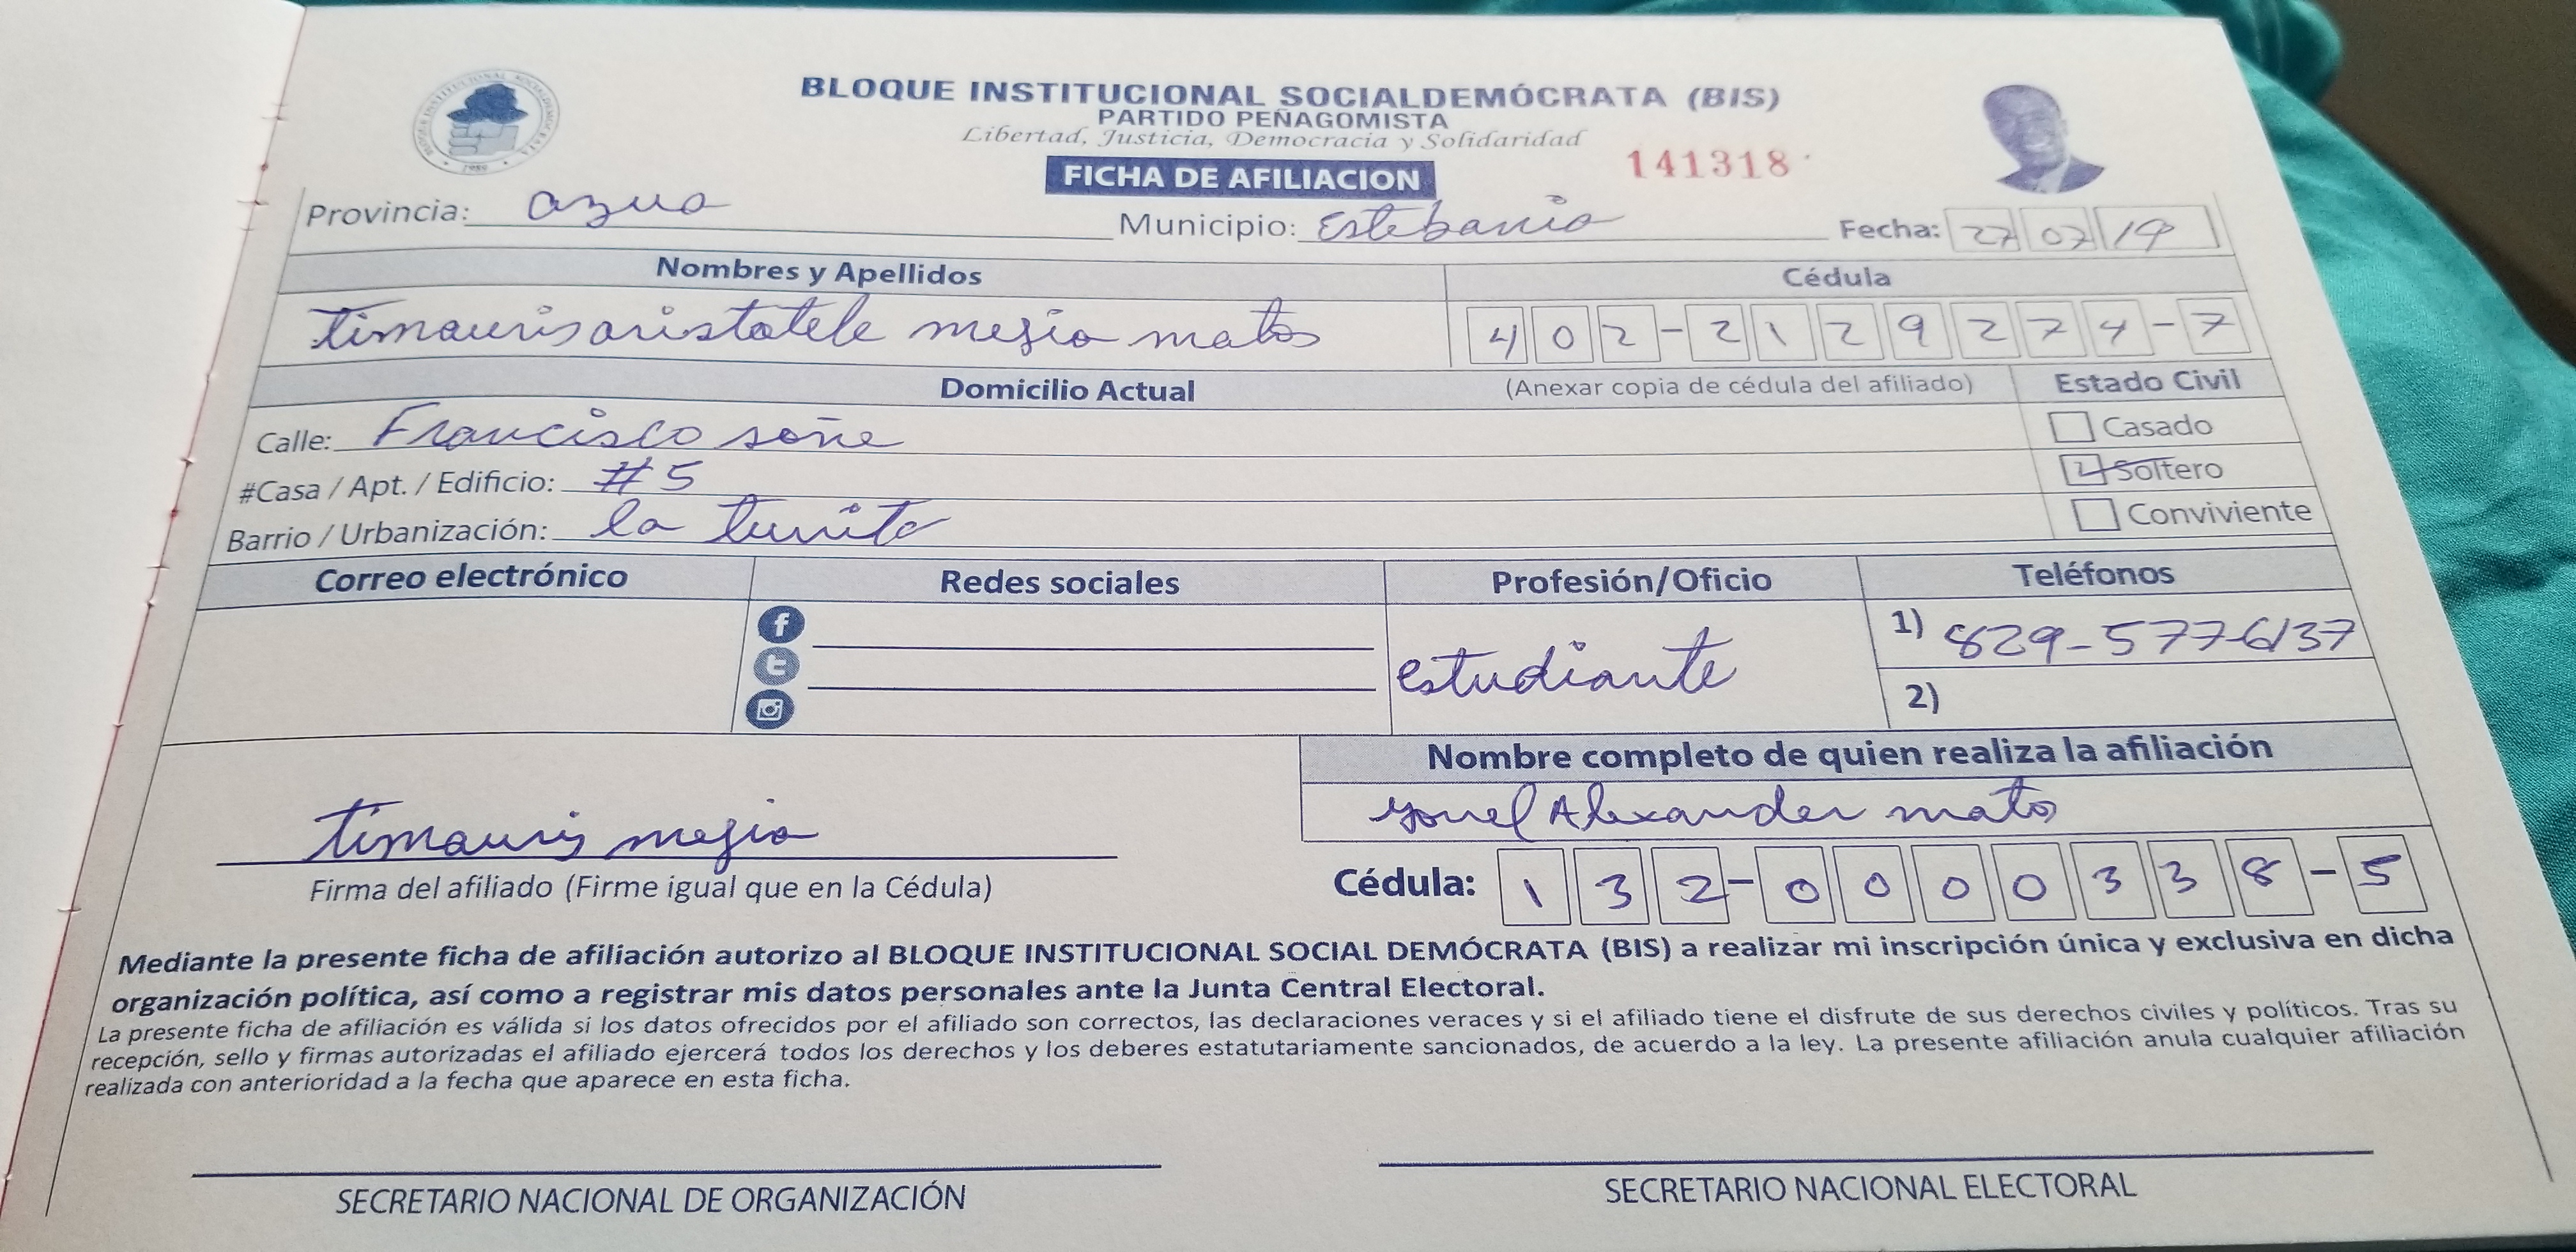 BLOQUE INSTITUCIONAL SOCIALDEMÓCRATA (BIS)
PARTIDO PEÑAGOMISTA
Libertad, Justicia, Democracia y Solidaridad
FICHA DE AFILIACION 141318
Provincia: azua Municipio: Estebania Fecha: 27 07 19
Nombres y Apellidos Cédula
timauris aristotele mejia matos 402-2129274-7
Domicilio Actual (Anexar copia de cédula del afiliado) Estado Civil
Calle: Francisco soñe Casado
#Casa / Apt. / Edificio: #5 Soltero
Barrio / Urbanización: la Conviviente
Correo electrónico Redes sociales Profesión/Oficio Teléfonos
estudiante 1) 829-577-6137
2)
Nombre completo de quien realiza la afiliación
Alexander matos
timauris mejia
Firma del afiliado (Firme igual que en la Cédula) Cédula: 132-0000338-5
Mediante la presente ficha de afiliación autorizo al BLOQUE INSTITUCIONAL SOCIAL DEMÓCRATA (BIS) a realizar mi inscripción única y exclusiva en dicha
organización política, así como a registrar mis datos personales ante la Junta Central Electoral.
La presente ficha de afiliación es válida si los datos ofrecidos por el afiliado son correctos, las declaraciones veraces y si el afiliado tiene el disfrute de sus derechos civiles y políticos. Tras su
recepción, sello y firmas autorizadas el afiliado ejercerá todos los derechos y los deberes estatutariamente sancionados, de acuerdo a la ley. La presente afiliación anula cualquier afiliación
realizada con anterioridad a la fecha que aparece en esta ficha.
SECRETARIO NACIONAL DE ORGANIZACIÓN SECRETARIO NACIONAL ELECTORAL